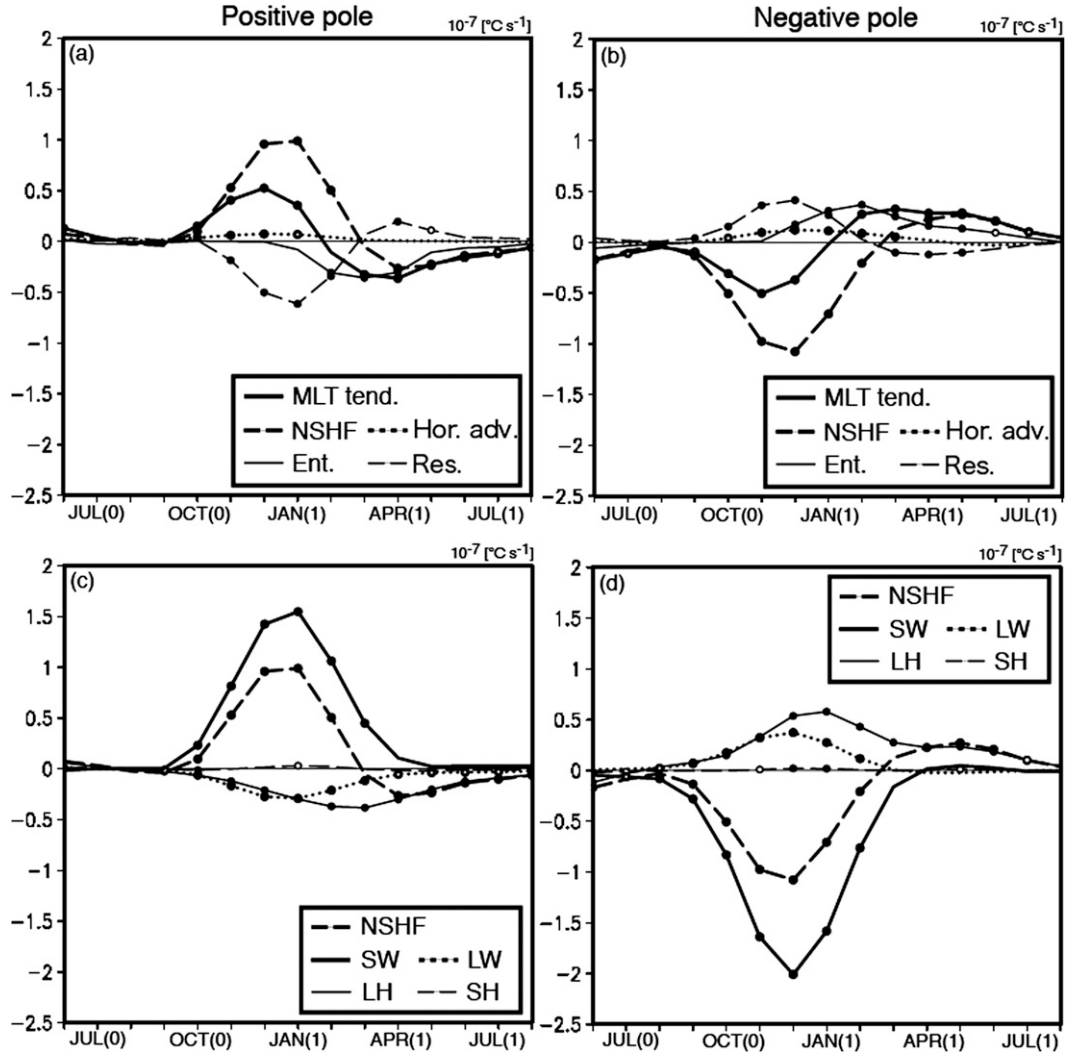 Positive pole
Negative pole
10-7 [°C s-1]
10-7 [°C s-1]
(a)
2
1.5
1
0.5
0
-0.5
-1
-1.5
-2
-2.5
MLT tend.
NSHF Hor. adv.
Ent. Res.
JUL(0) OCT(0) JAN(1) APR(1) JUL(1)
(b)
2
1.5
1
0.5
0
-0.5
-1
-1.5
-2
-2.5
MLT tend.
NSHF Hor. adv.
Ent. Res.
JUL(0) OCT(0) JAN(1) APR(1) JUL(1)
10-7 [°C s-1]
10-7 [°C s-1]
(c)
2
1.5
1
0.5
0
-0.5
-1
-1.5
-2
-2.5
NSHF
SW LW
LH SH
JUL(0) OCT(0) JAN(1) APR(1) JUL(1)
(d)
2
1.5
1
0.5
0
-0.5
-1
-1.5
-2
-2.5
NSHF
SW LW
LH SH
JUL(0) OCT(0) JAN(1) APR(1) JUL(1)